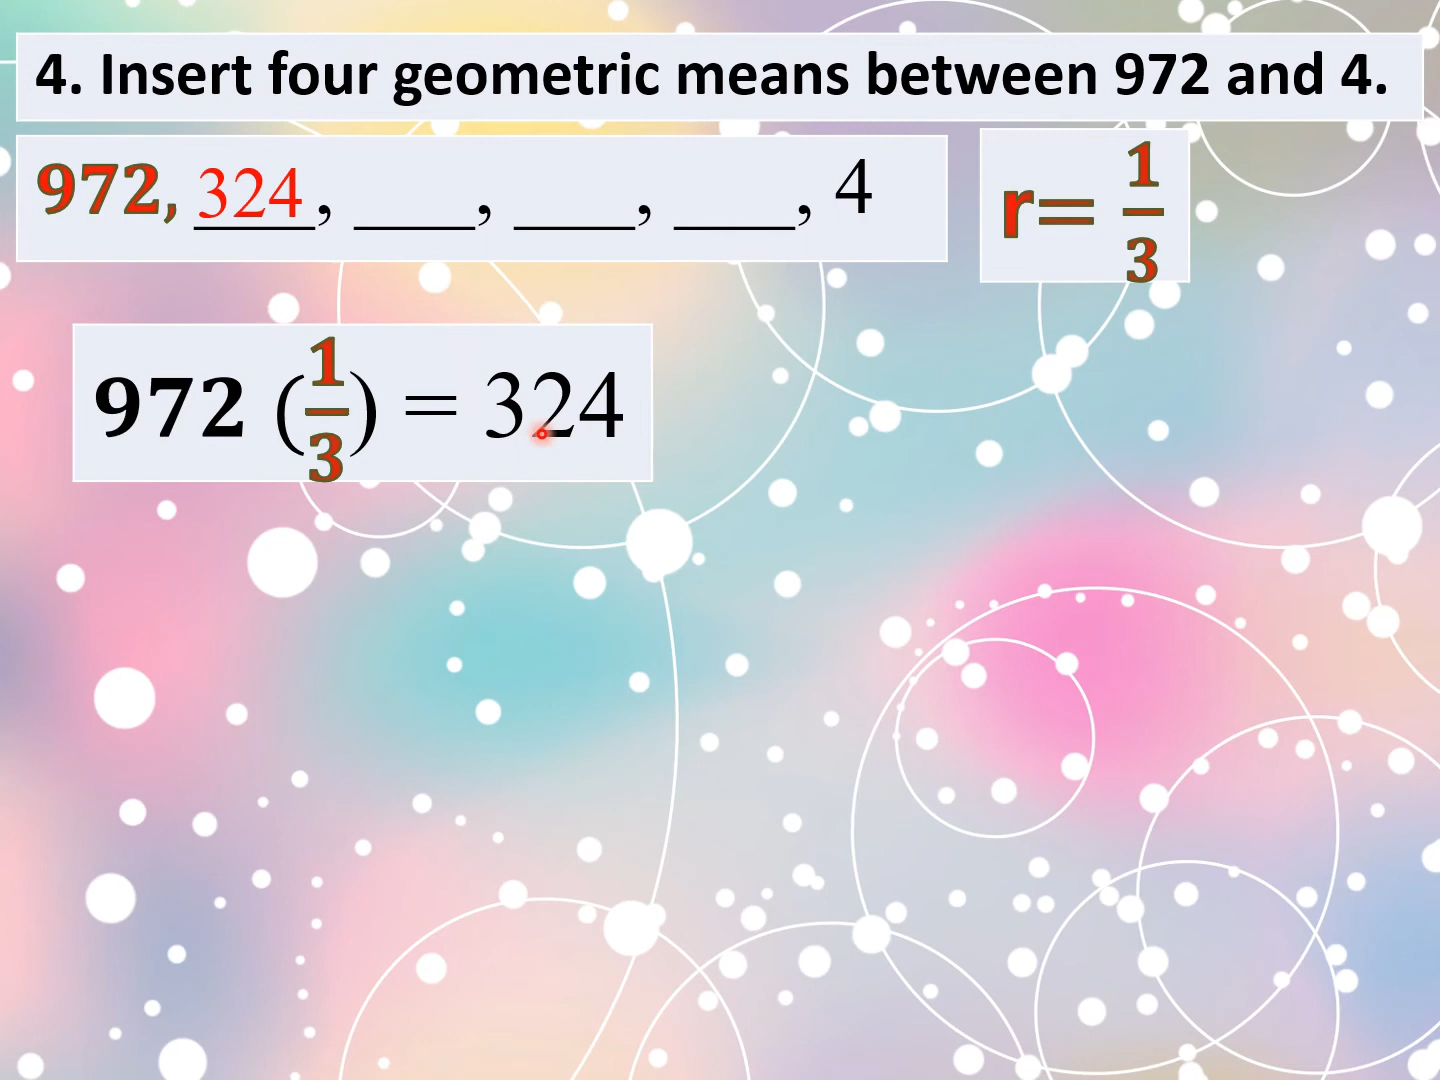 4. Insert four geometric means between 972 and 4.
972, 324, ____, ____, ____, 4
r= 1/3
972 (1/3) = 324